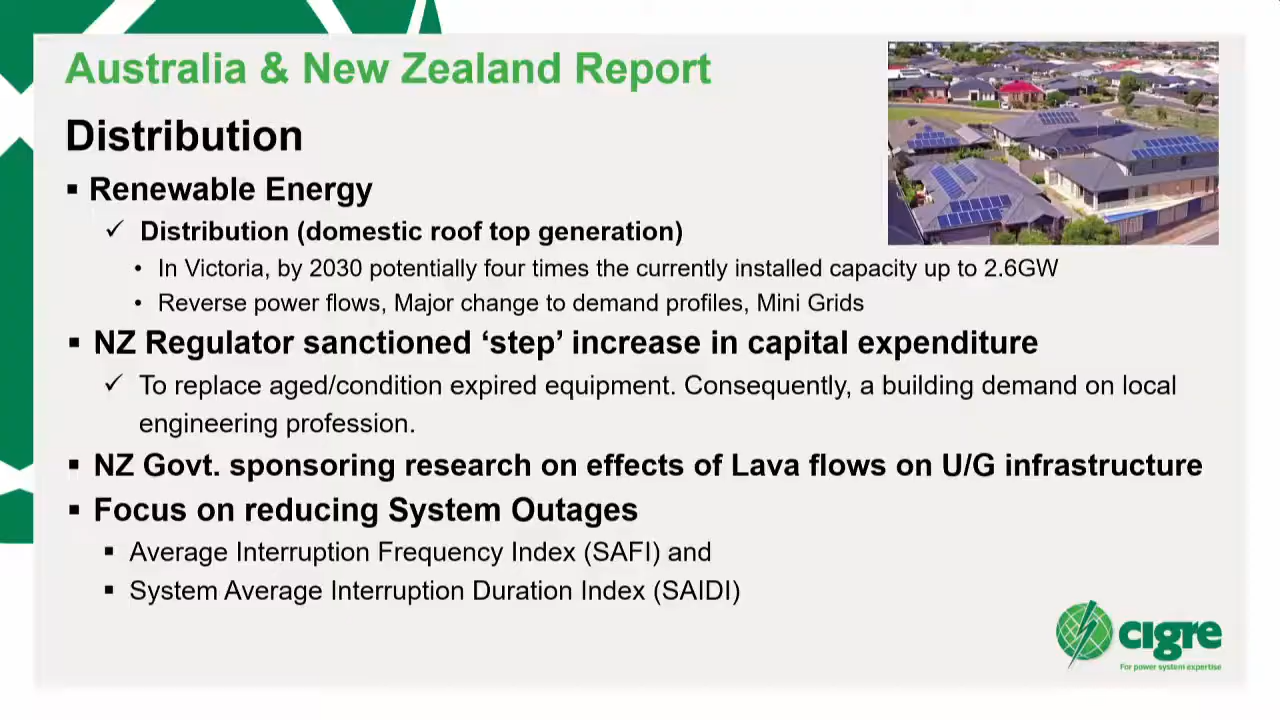 Australia & New Zealand Report
Distribution
▪ Renewable Energy
✓ Distribution (domestic roof top generation)
• In Victoria, by 2030 potentially four times the currently installed capacity up to 2.6GW
• Reverse power flows, Major change to demand profiles, Mini Grids
▪ NZ Regulator sanctioned ‘step’ increase in capital expenditure
✓ To replace aged/condition expired equipment. Consequently, a building demand on local
engineering profession.
▪ NZ Govt. sponsoring research on effects of Lava flows on U/G infrastructure
▪ Focus on reducing System Outages
▪ Average Interruption Frequency Index (SAFI) and
▪ System Average Interruption Duration Index (SAIDI)
cigre
For power system expertise